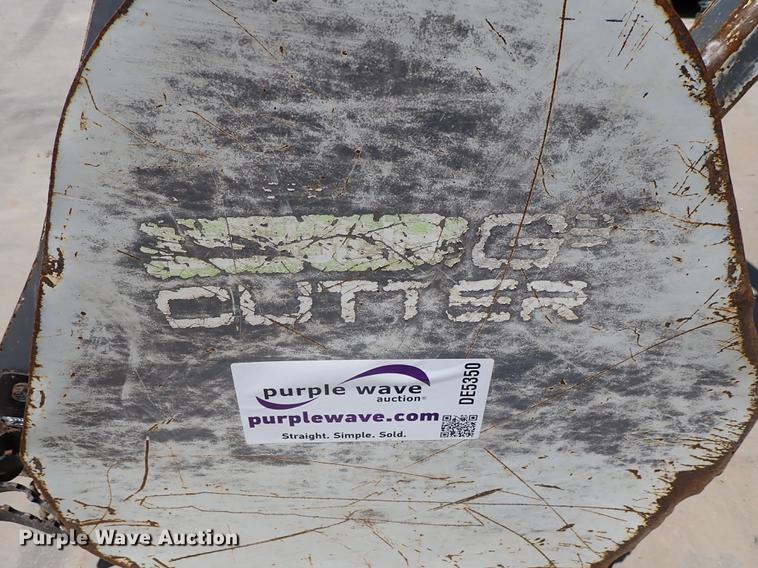 CUTTER
purple wave
auction®
purplewave.com
Straight. Simple. Sold.
DE5350
Purple Wave Auction